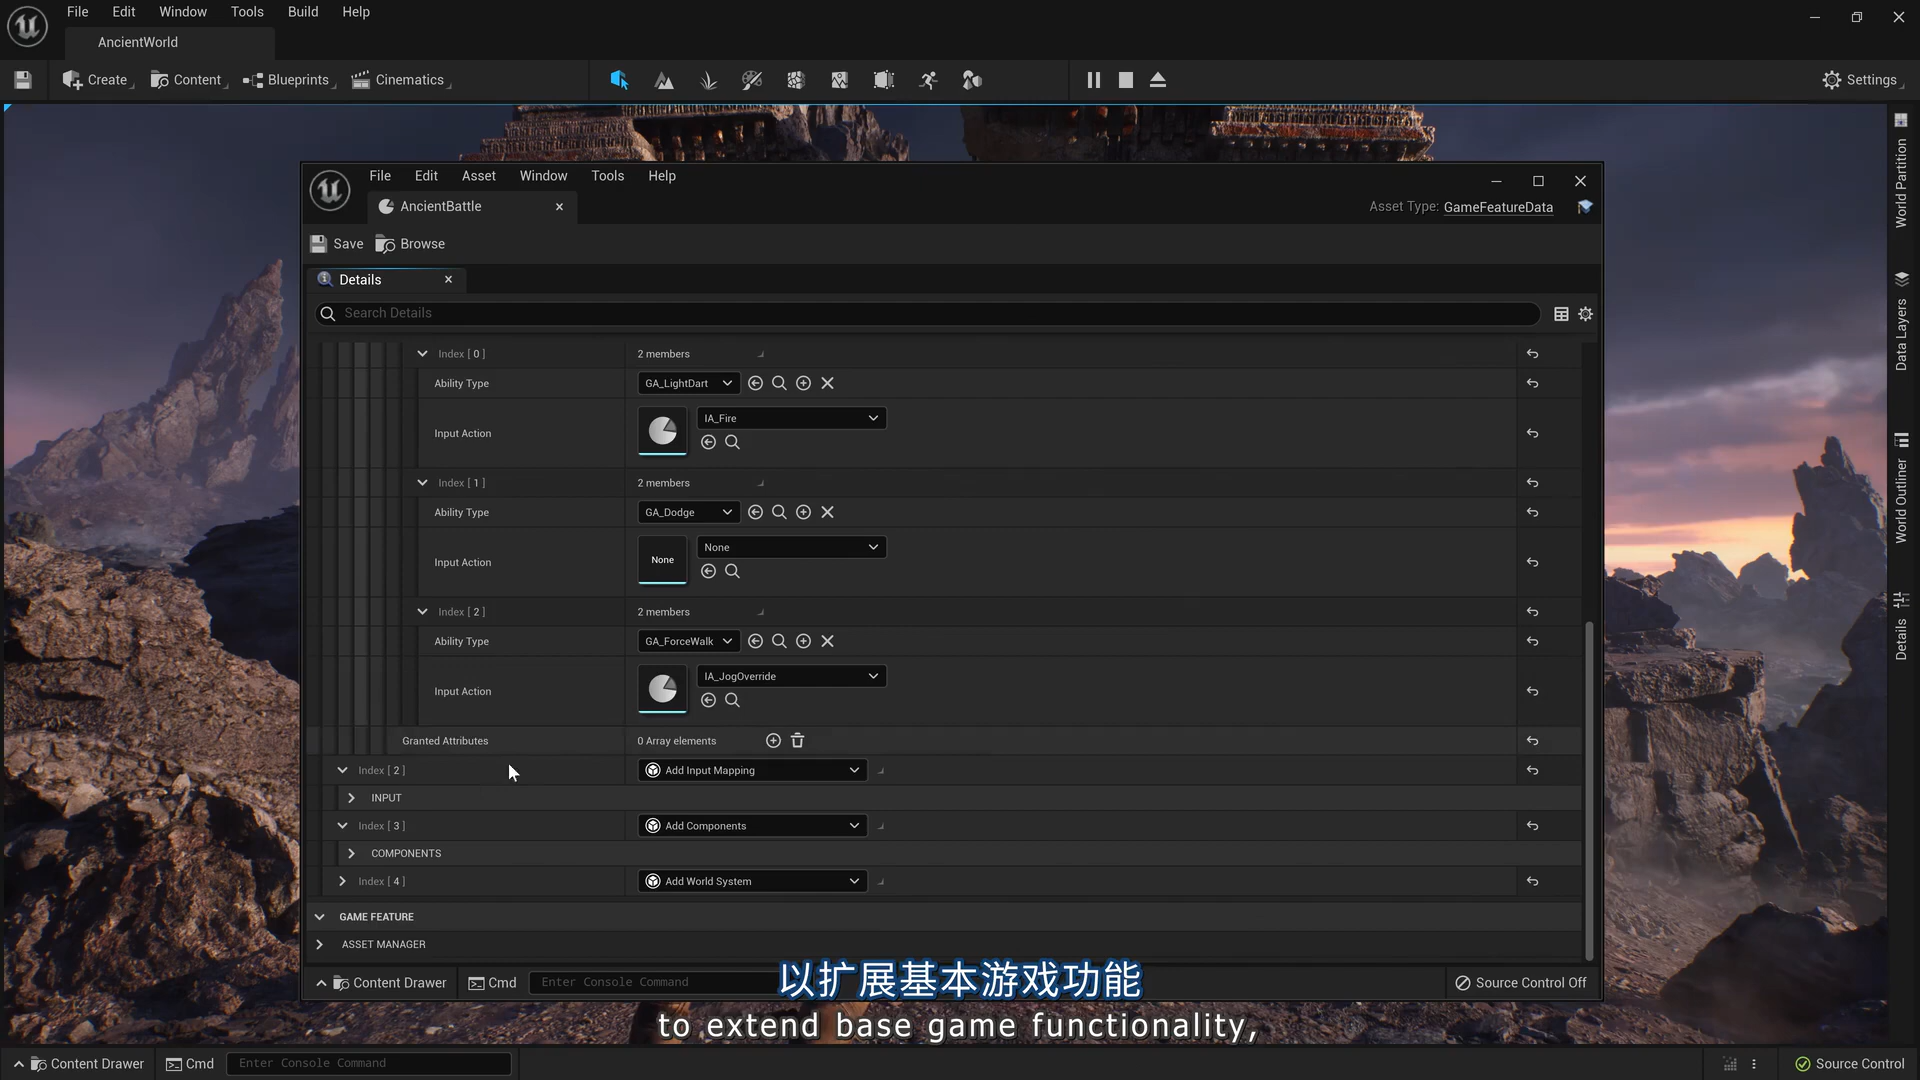 File Edit Window Tools Build Help
AncientWorld
Create Content Blueprints Cinematics Settings
File Edit Asset Window Tools Help
AncientBattle Asset Type: GameFeatureData
Save Browse
Details
Search Details
Index [ 0 ] 2 members
Ability Type GA_LightDart
IA_Fire
Input Action
Index [ 1 ] 2 members
Ability Type GA_Dodge
None
Input Action None
Index [ 2 ] 2 members
Ability Type GA_ForceWalk
IA_JogOverride
Input Action
Granted Attributes 0 Array elements
Index [ 2 ] Add Input Mapping
INPUT
Index [ 3 ] Add Components
COMPONENTS
Index [ 4 ] Add World System
GAME FEATURE
ASSET MANAGER
Content Drawer Cmd Enter Console Command Source Control Off
以扩展基本游戏功能
to extend base game functionality,
Content Drawer Cmd Enter Console Command Source Control
World Partition
Data Layers
World Outliner
Details